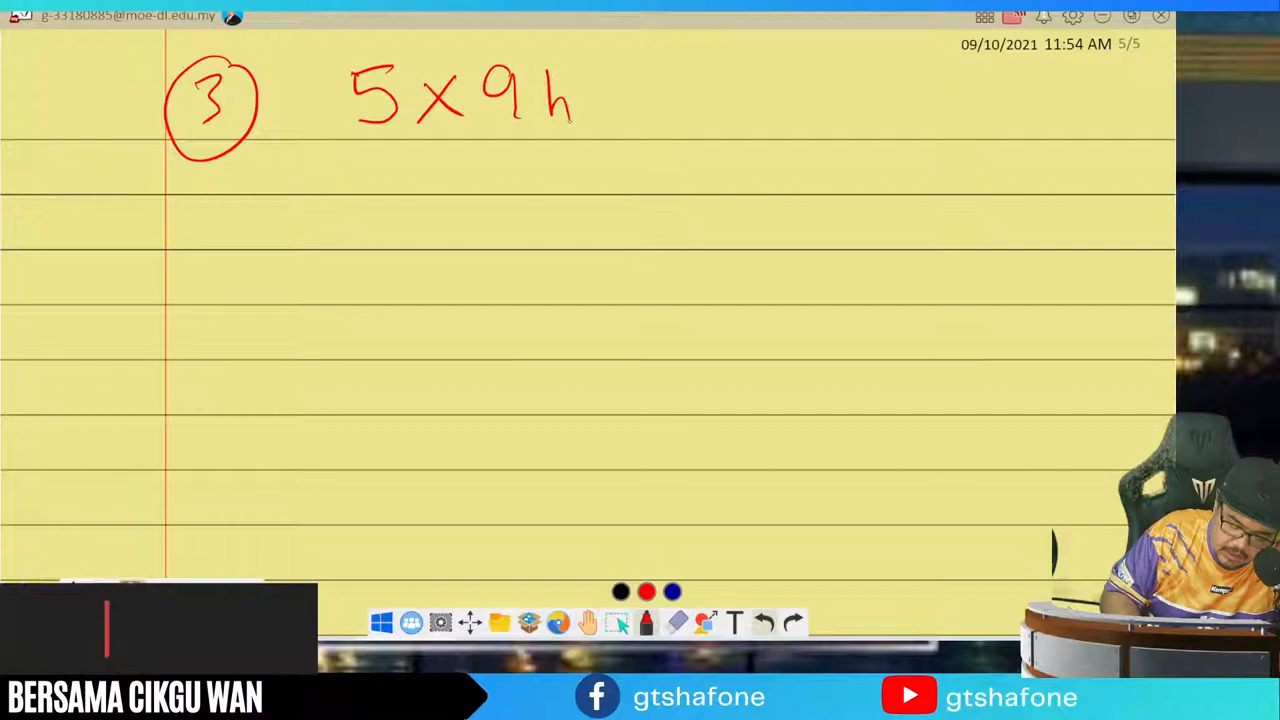 g-33180885@moe-dl.edu.my
09/10/2021 11:54 AM 5/5
3 5 x 9 h
T
BERSAMA CIKGU WAN
gtshafone
gtshafone